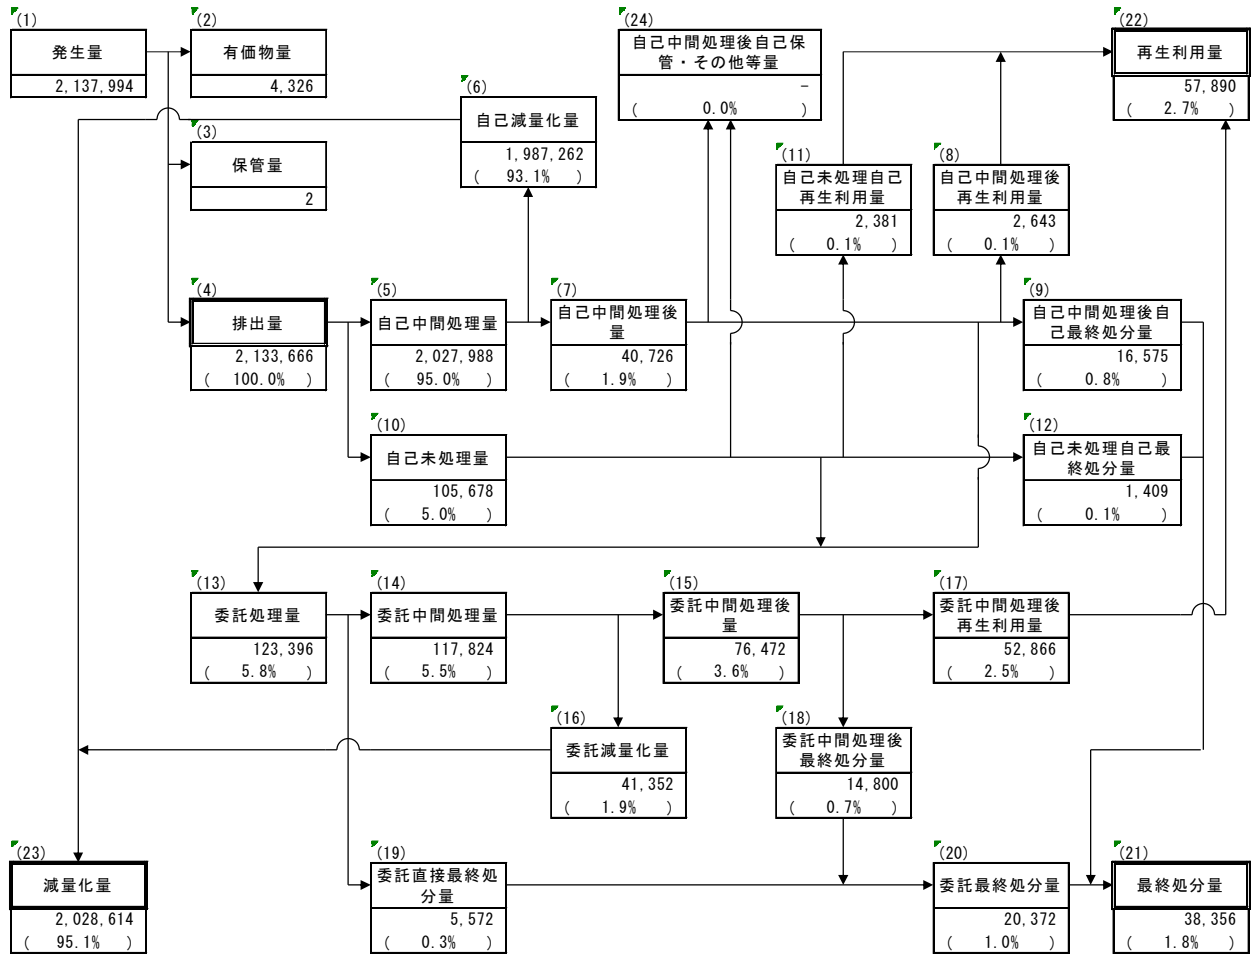 (1)
発生量
2,137,994
(2)
有価物量
4,326
(24)
自己中間処理後自己保
管・その他等量
－
( 0.0% )
(22)
再生利用量
57,890
( 2.7% )
(6)
自己減量化量
1,987,262
( 93.1% )
(3)
保管量
2
(11)
自己未処理自己
再生利用量
2,381
( 0.1% )
(8)
自己中間処理後
再生利用量
2,643
( 0.1% )
(4)
排出量
2,133,666
( 100.0% )
(5)
自己中間処理量
2,027,988
( 95.0% )
(7)
自己中間処理後
量
40,726
( 1.9% )
(9)
自己中間処理後自
己最終処分量
16,575
( 0.8% )
(10)
自己未処理量
105,678
( 5.0% )
(12)
自己未処理自己最
終処分量
1,409
( 0.1% )
(13)
委託処理量
123,396
( 5.8% )
(14)
委託中間処理量
117,824
( 5.5% )
(15)
委託中間処理後
量
76,472
( 3.6% )
(17)
委託中間処理後
再生利用量
52,866
( 2.5% )
(16)
委託減量化量
41,352
( 1.9% )
(18)
委託中間処理後
最終処分量
14,800
( 0.7% )
(23)
減量化量
2,028,614
( 95.1% )
(19)
委託直接最終処
分量
5,572
( 0.3% )
(20)
委託最終処分量
20,372
( 1.0% )
(21)
最終処分量
38,356
( 1.8% )